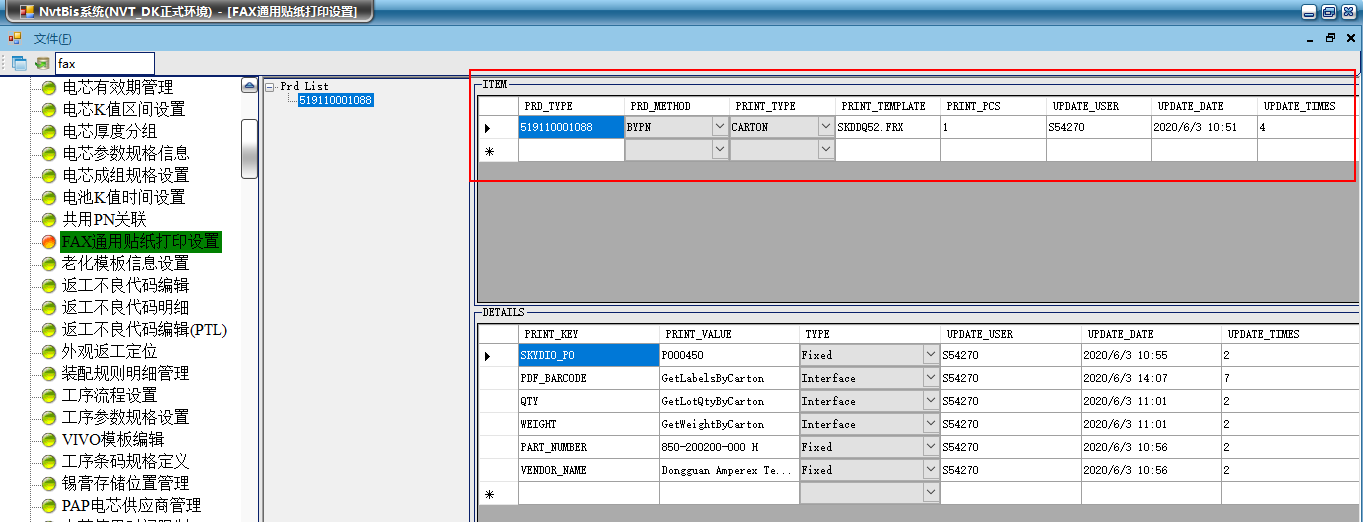 NvtBis系统(NVT_DK正式环境) - [FAX通用贴纸打印设置]
文件(F)
fax
电芯有效期管理
电芯K值区间设置
电芯厚度分组
电芯参数规格信息
电芯成组规格设置
电池K值时间设置
共用PN关联
FAX通用贴纸打印设置
老化模板信息设置
返工不良代码编辑
返工不良代码明细
返工不良代码编辑(PTL)
外观返工定位
装配规则明细管理
工序流程设置
工序参数规格设置
VIVO模板编辑
工序条码规格定义
锡膏存储位置管理
PAP电芯供应商管理
Prd List
519110001088
ITEM
PRD_TYPE PRD_METHOD PRINT_TYPE PRINT_TEMPLATE PRINT_PCS UPDATE_USER UPDATE_DATE UPDATE_TIMES
519110001088 BYPN CARTON SKDDQ52.FRX 1 S54270 2020/6/3 10:51 4
DETAILS
PRINT_KEY PRINT_VALUE TYPE UPDATE_USER UPDATE_DATE UPDATE_TIMES
SKYDIO_PO P000450 Fixed S54270 2020/6/3 10:55 2
PDF_BARCODE GetLabelsByCarton Interface S54270 2020/6/3 14:07 7
QTY GetLotQtyByCarton Interface S54270 2020/6/3 11:01 2
WEIGHT GetWeightByCarton Interface S54270 2020/6/3 11:01 2
PART_NUMBER 850-200200-000 H Fixed S54270 2020/6/3 10:56 2
VENDOR_NAME Dongguan Amperex Te... Fixed S54270 2020/6/3 10:56 2